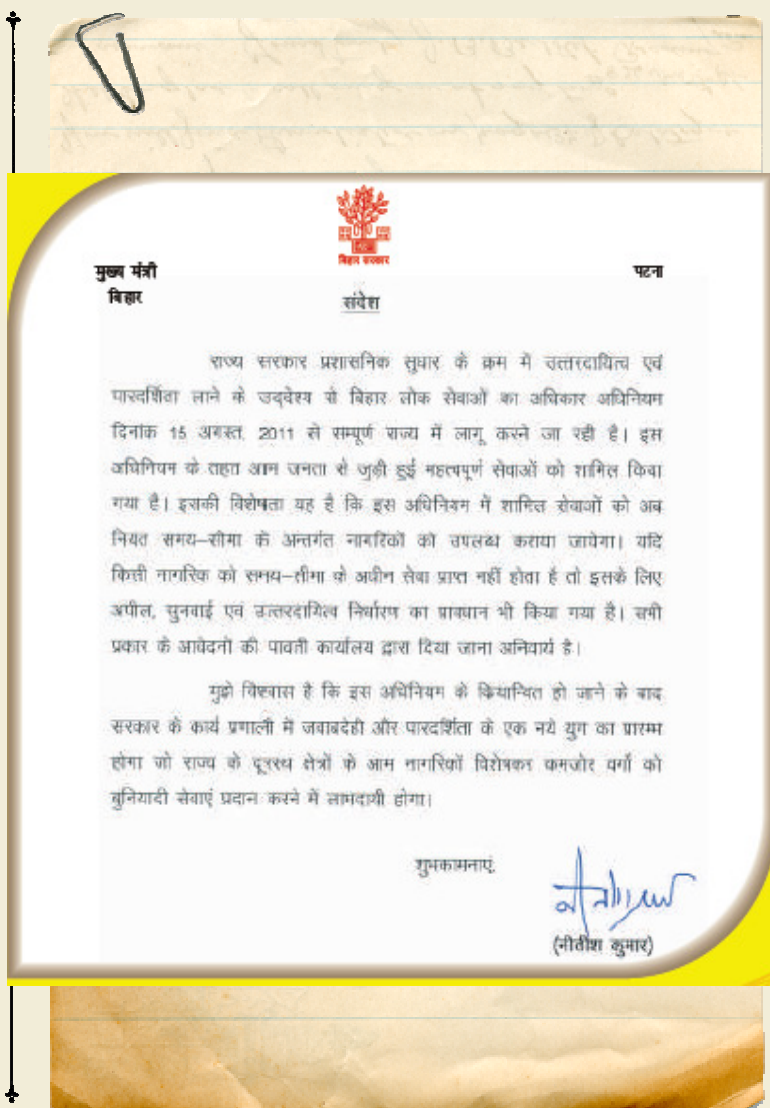 बिहार सरकार
मुख्य मंत्री
बिहार
पटना
संदेश
राज्य सरकार प्रशासनिक सुधार के क्रम में उत्तरदायित्व एवं
पारदर्शिता लाने के उद्देश्य से बिहार लोक सेवाओं का अधिकार अधिनियम
दिनांक 15 अगस्त, 2011 से सम्पूर्ण राज्य में लागू करने जा रही है। इस
अधिनियम के तहत आम जनता से जुड़ी हुई महत्वपूर्ण सेवाओं को शामिल किया
गया है। इसकी विशेषता यह है कि इस अधिनियम में शामिल सेवाओं को अब
नियत समय–सीमा के अन्तर्गत नागरिकों को उपलब्ध कराया जायेगा। यदि
किसी नागरिक को समय–सीमा के अधीन सेवा प्राप्त नहीं होता है तो इसके लिए
अपील, सुनवाई एवं उत्तरदायित्व निर्धारण का प्रावधान भी किया गया है। सभी
प्रकार के आवेदनों की पावती कार्यालय द्वारा दिया जाना अनिवार्य है।
मुझे विश्वास है कि इस अधिनियम के क्रियान्वित हो जाने के बाद
सरकार के कार्य प्रणाली में जवाबदेही और पारदर्शिता के एक नये युग का प्रारम्भ
होगा जो राज्य के दूरस्थ क्षेत्रों के आम नागरिकों विशेषकर कमजोर वर्गों को
बुनियादी सेवाएं प्रदान करने में लाभदायी होगा।
शुभकामनाएं,
(नीतीश कुमार)